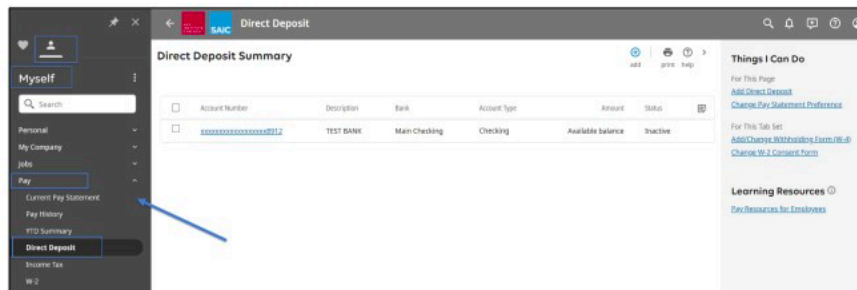 SAIC
Direct Deposit
Myself
Search
Personal
My Company
Jobs
Pay
Current Pay Statement
Pay History
YTD Summary
Direct Deposit
Income Tax
W-2
Direct Deposit Summary
add print help
Account Number Description Bank Account Type Amount Status
8912 TEST BANK Main Checking Checking Available balance Inactive
Things I Can Do
For This Page
Add Direct Deposit
Change Pay Statement Preference
For This Tab Set
Add/Change Withholding Form (W-4)
Change W-2 Consent Form
Learning Resources
Pay Resources for Employees